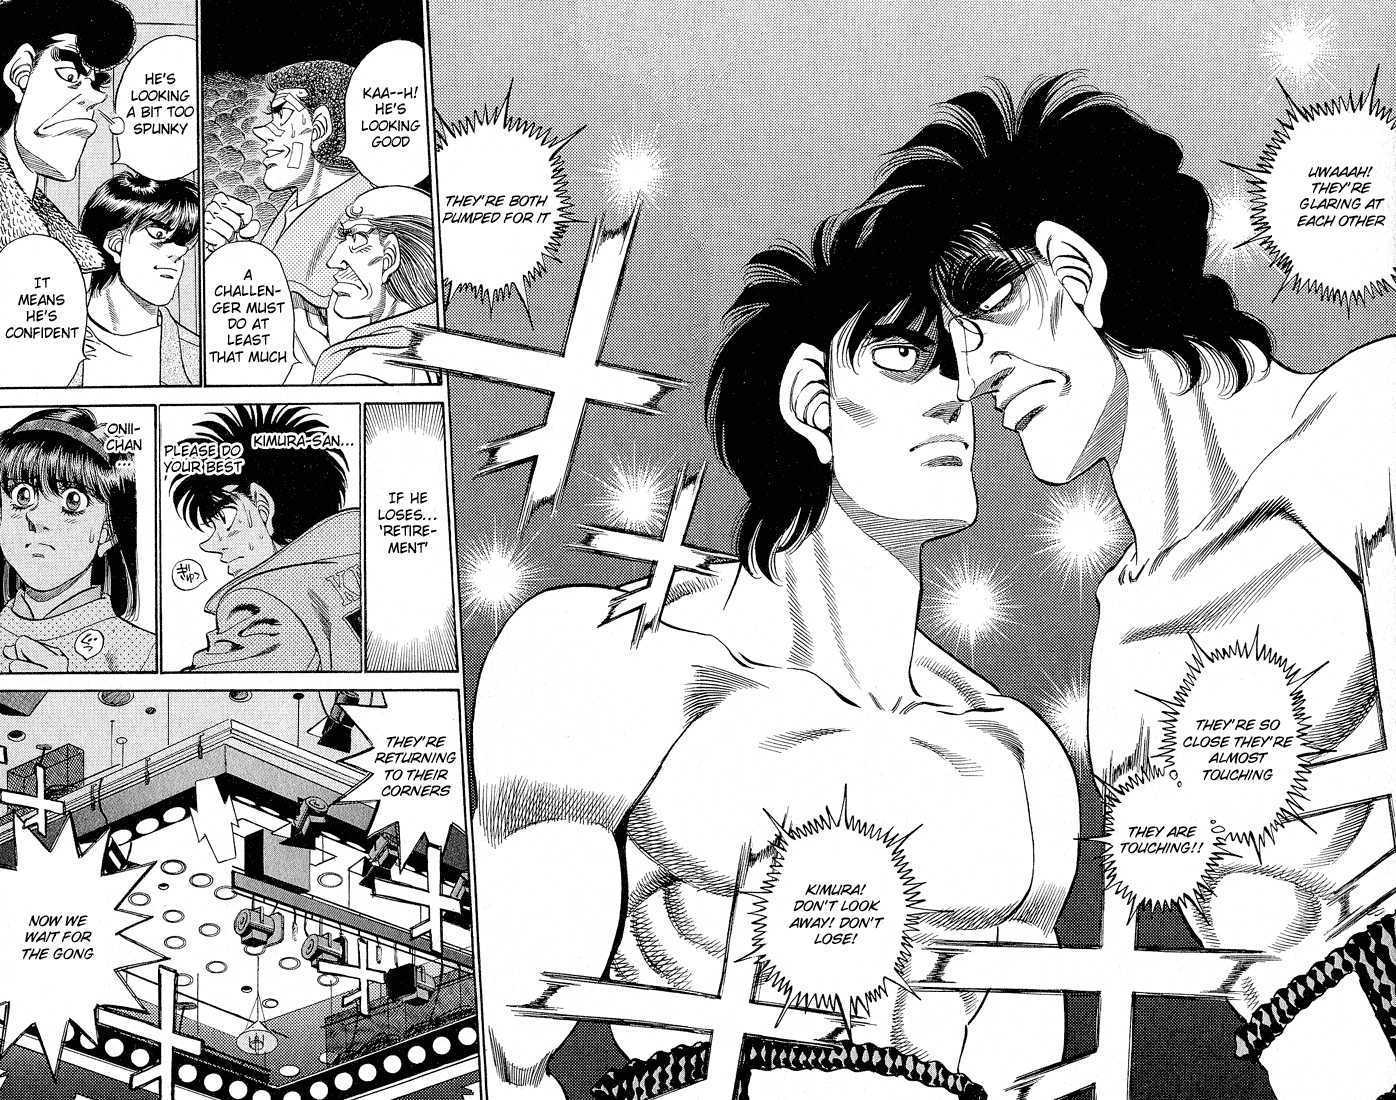 UWAAAH!
THEY'RE
GLARING AT
EACH OTHER
THEY'RE BOTH
PUMPED FOR IT
THEY'RE SO
CLOSE THEY'RE
ALMOST
TOUCHING
THEY ARE
TOUCHING!!
KIMURA!
DON'T LOOK
AWAY! DON'T
LOSE!
KAA--H!
HE'S
LOOKING
GOOD
A
CHALLEN-
GER MUST
DO AT
LEAST
THAT MUCH
HE'S
LOOKING
A BIT TOO
SPUNKY
IT
MEANS
HE'S
CONFIDENT
IF HE
LOSES...
'RETIRE-
MENT'
KIMURA-SAN...
PLEASE DO
YOUR BEST
ONII-
CHAN
...
THEY'RE
RETURNING
TO THEIR
CORNERS
NOW WE
WAIT FOR
THE GONG